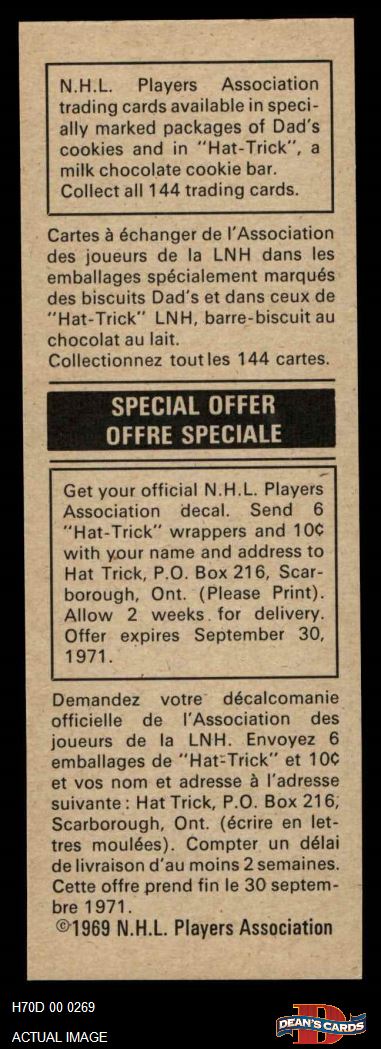 N.H.L. Players Association
trading cards available in speci-
ally marked packages of Dad's
cookies and in "Hat-Trick", a
milk chocolate cookie bar.
Collect all 144 trading cards.
Cartes à échanger de l'Association
des joueurs de la LNH dans les
emballages spécialement marqués
des biscuits Dad's et dans ceux de
"Hat-Trick" LNH, barre-biscuit au
chocolat au lait.
Collectionnez toutles 144 cartes.
SPECIAL OFFER
OFFRE SPECIALE
Get your official N.H.L. Players
Association decal. Send 6
"Hat-Trick" wrappers and 10¢
with your name and address to
Hat Trick, P.O. Box 216, Scar-
borough, Ont. (Please Print).
Allow 2 weeks for delivery.
Offer expires September 30,
1971.
Demandez votre décalcomanie
officielle de l'Association des
joueurs de la LNH. Envoyez 6
emballages de "Hat-Trick" et 10¢
et vos nom et adresse à l'adresse
suivante: Hat Trick, P.O. Box 216,
Scarborough, Ont. (écrire en let-
tres moulées). Compter un délai
de livraison d'au moins 2 semaines.
Cette offre prend fin le 30 septem-
bre 1971.
©1969 N.H.L. Players Association
H70D 00 0269
ACTUAL IMAGE
D
DEAN'S CARDS